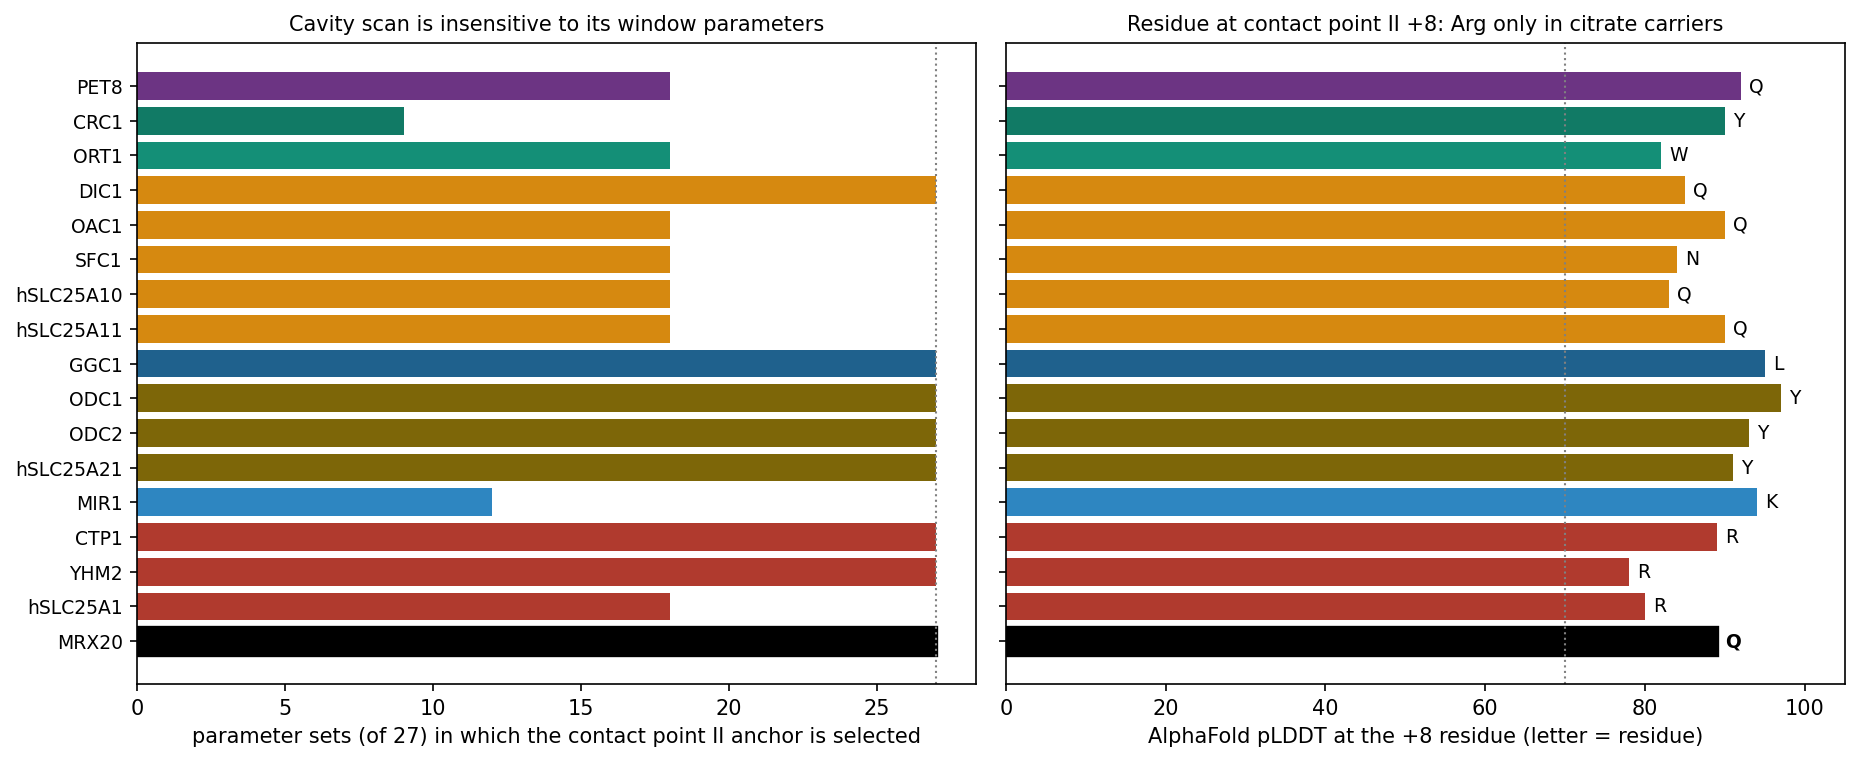 Cavity scan is insensitive to its window parameters
PET8
CRC1
ORT1
DIC1
OAC1
SFC1
hSLC25A10
hSLC25A11
GGC1
ODC1
ODC2
hSLC25A21
MIR1
CTP1
YHM2
hSLC25A1
MRX20
0 5 10 15 20 25
parameter sets (of 27) in which the contact point II anchor is selected
Residue at contact point II +8: Arg only in citrate carriers
Q
Y
W
Q
Q
N
Q
Q
L
Y
Y
Y
K
R
R
R
Q
0 20 40 60 80 100
AlphaFold pLDDT at the +8 residue (letter = residue)